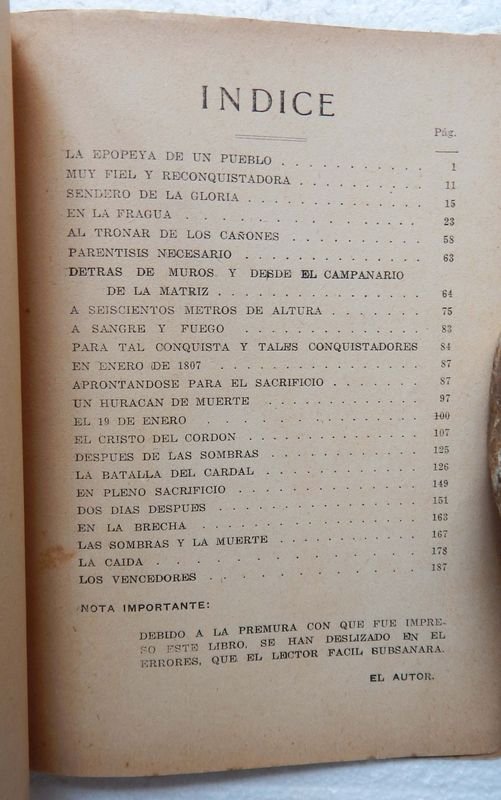 INDICE
Pág.
LA EPOPEYA DE UN PUEBLO . . . . . . . . . . . 1
MUY FIEL Y RECONQUISTADORA . . . . . . . . . . 11
SENDERO DE LA GLORIA . . . . . . . . . . . . . 15
EN LA FRAGUA . . . . . . . . . . . . . 23
AL TRONAR DE LOS CAÑONES . . . . . . . . . . 58
PARENTISIS NECESARIO . . . . . . . . . . . . 63
DETRAS DE MUROS Y DESDE EL CAMPANARIO
DE LA MATRIZ . . . . . . . . . . . . . . . 64
A SEISCIENTOS METROS DE ALTURA . . . . . . . 75
A SANGRE Y FUEGO . . . . . . . . . . . . . 83
PARA TAL CONQUISTA Y TALES CONQUISTADORES 84
EN ENERO DE 1807 . . . . . . . . . . . . . . . 87
APRONTANDOSE PARA EL SACRIFICIO . . . . . . . 87
UN HURACAN DE MUERTE . . . . . . . . . . . 97
EL 19 DE ENERO . . . . . . . . . . . . . 100
EL CRISTO DEL CORDON . . . . . . . . . . . . 107
DESPUES DE LAS SOMBRAS . . . . . . . . . . . 125
LA BATALLA DEL CARDAL . . . . . . . . . . . . 126
EN PLENO SACRIFICIO . . . . . . . . . . . . . 149
DOS DIAS DESPUES . . . . . . . . . . . . . . 151
EN LA BRECHA . . . . . . . . . . . . . . . . 163
LAS SOMBRAS Y LA MUERTE . . . . . . . . . . 167
LA CAIDA . . . . . . . . . . . . . . . . . . 178
LOS VENCEDORES . . . . . . . . . . . . . . 187
NOTA IMPORTANTE:
DEBIDO A LA PREMURA CON QUE FUE IMPRE-
SO ESTE LIBRO, SE HAN DESLIZADO EN EL
ERRORES, QUE EL LECTOR FACIL SUBSANARA.
EL AUTOR.